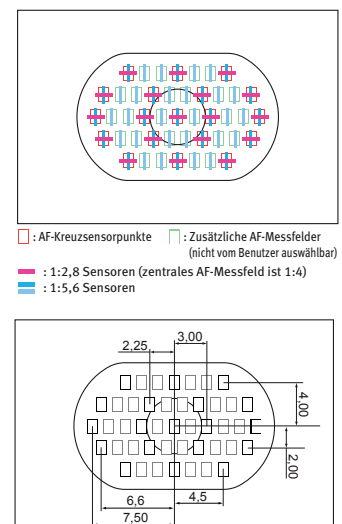 : AF-Kreuzsensorpunkte
: Zusätzliche AF-Messfelder
(nicht vom Benutzer auswählbar)
: 1:2,8 Sensoren (zentrales AF-Messfeld ist 1:4)
: 1:5,6 Sensoren
2,25
3,00
4,00
2,00
6,6
4,5
7,50